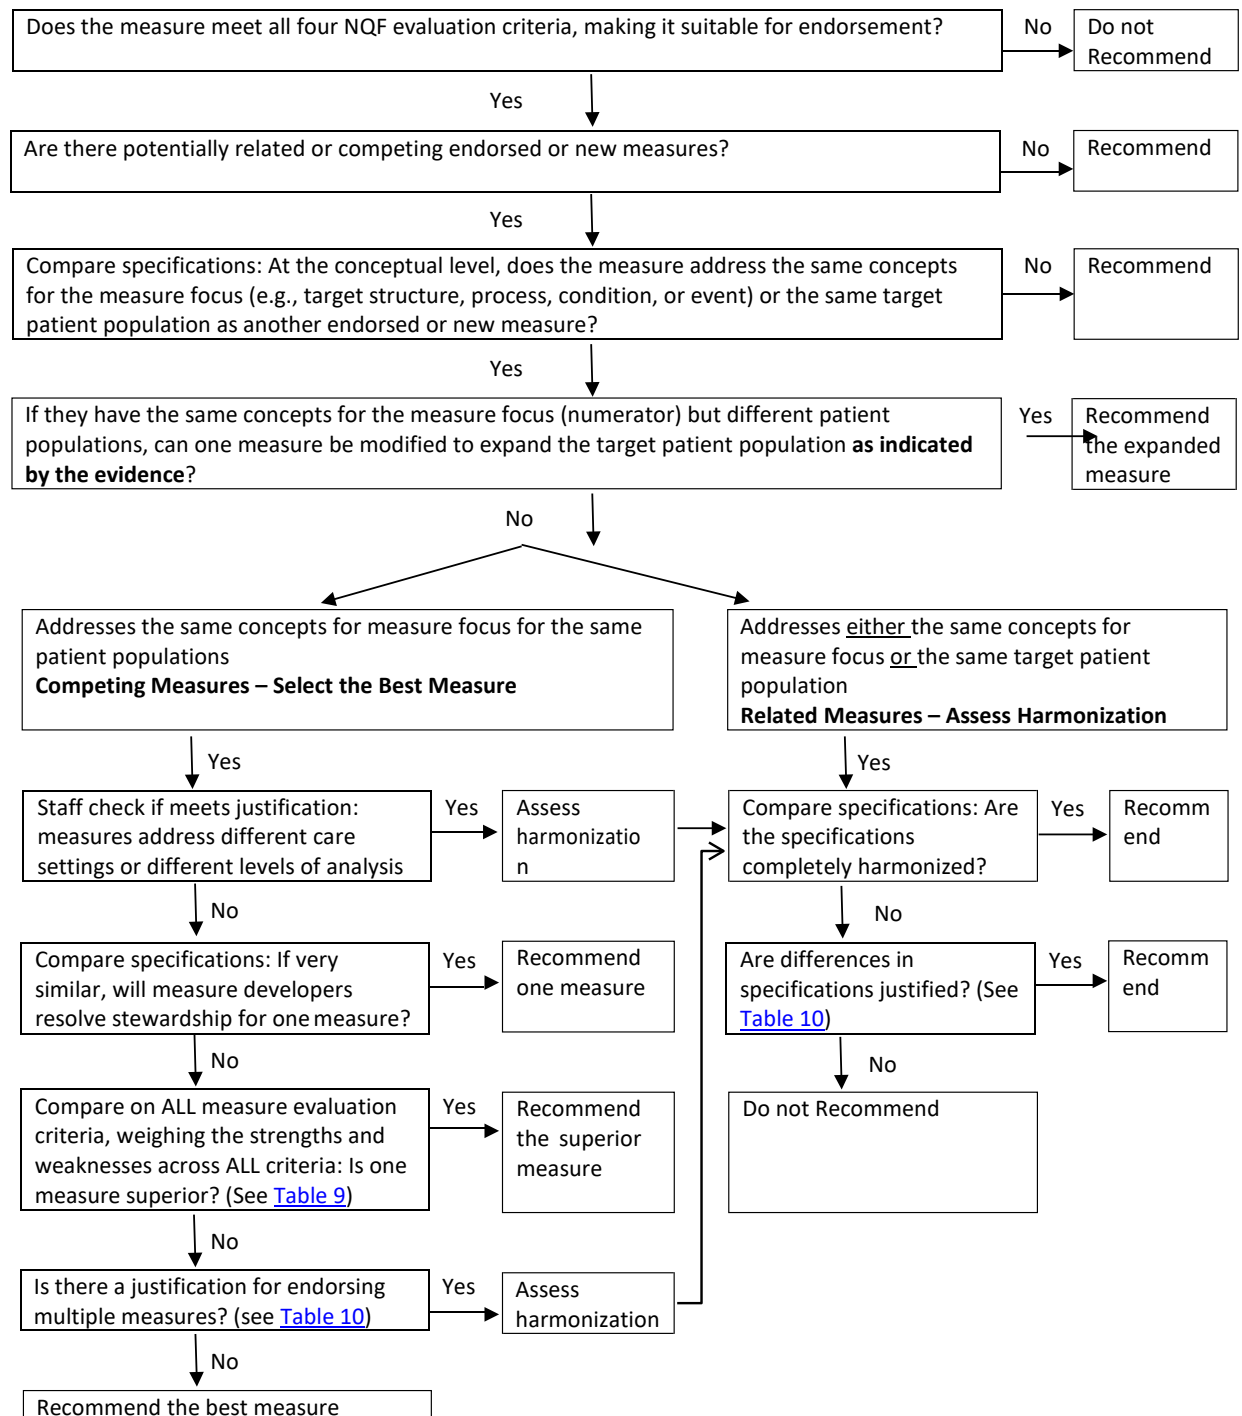 Does the measure meet all four NQF evaluation criteria, making it suitable for endorsement?
No
Do not
Recommend
Yes
Are there potentially related or competing endorsed or new measures?
No
Recommend
Yes
Compare specifications: At the conceptual level, does the measure address the same concepts
for the measure focus (e.g., target structure, process, condition, or event) or the same target
patient population as another endorsed or new measure?
No
Recommend
Yes
If they have the same concepts for the measure focus (numerator) but different patient
populations, can one measure be modified to expand the target patient population as indicated
by the evidence?
Yes
Recommend
the expanded
measure
No
Addresses the same concepts for measure focus for the same
patient populations
Competing Measures – Select the Best Measure
Addresses either the same concepts for
measure focus or the same target patient
population
Related Measures – Assess Harmonization
Yes
Yes
Staff check if meets justification:
measures address different care
settings or different levels of analysis
Yes
Assess
harmonizatio
n
Compare specifications: Are
the specifications
completely harmonized?
Yes
Recomm
end
No
No
Compare specifications: If very
similar, will measure developers
resolve stewardship for one measure?
Yes
Recommend
one measure
Are differences in
specifications justified? (See
Table 10)
Yes
Recomm
end
No
No
Compare on ALL measure evaluation
criteria, weighing the strengths and
weaknesses across ALL criteria: Is one
measure superior? (See Table 9)
Yes
Recommend
the superior
measure
Do not Recommend
No
Is there a justification for endorsing
multiple measures? (see Table 10)
Yes
Assess
harmonization
No
Recommend the best measure